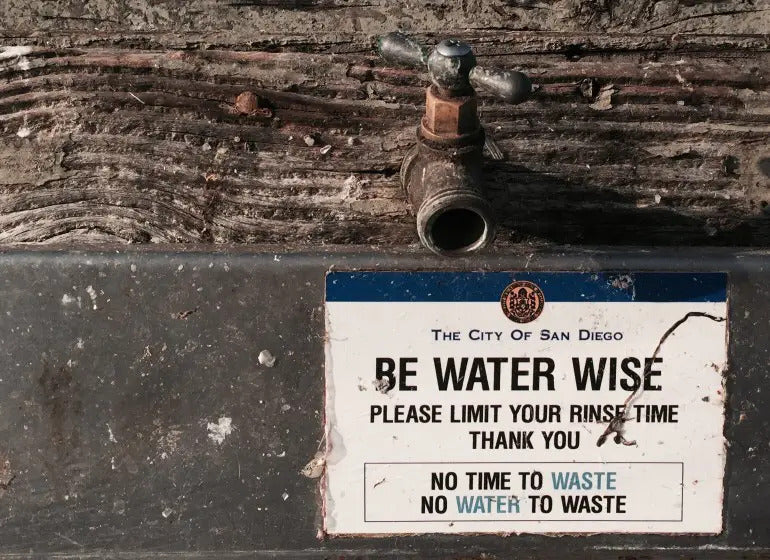 THE CITY OF SAN DIEGO
BE WATER WISE
PLEASE LIMIT YOUR RINSE TIME
THANK YOU
NO TIME TO WASTE
NO WATER TO WASTE